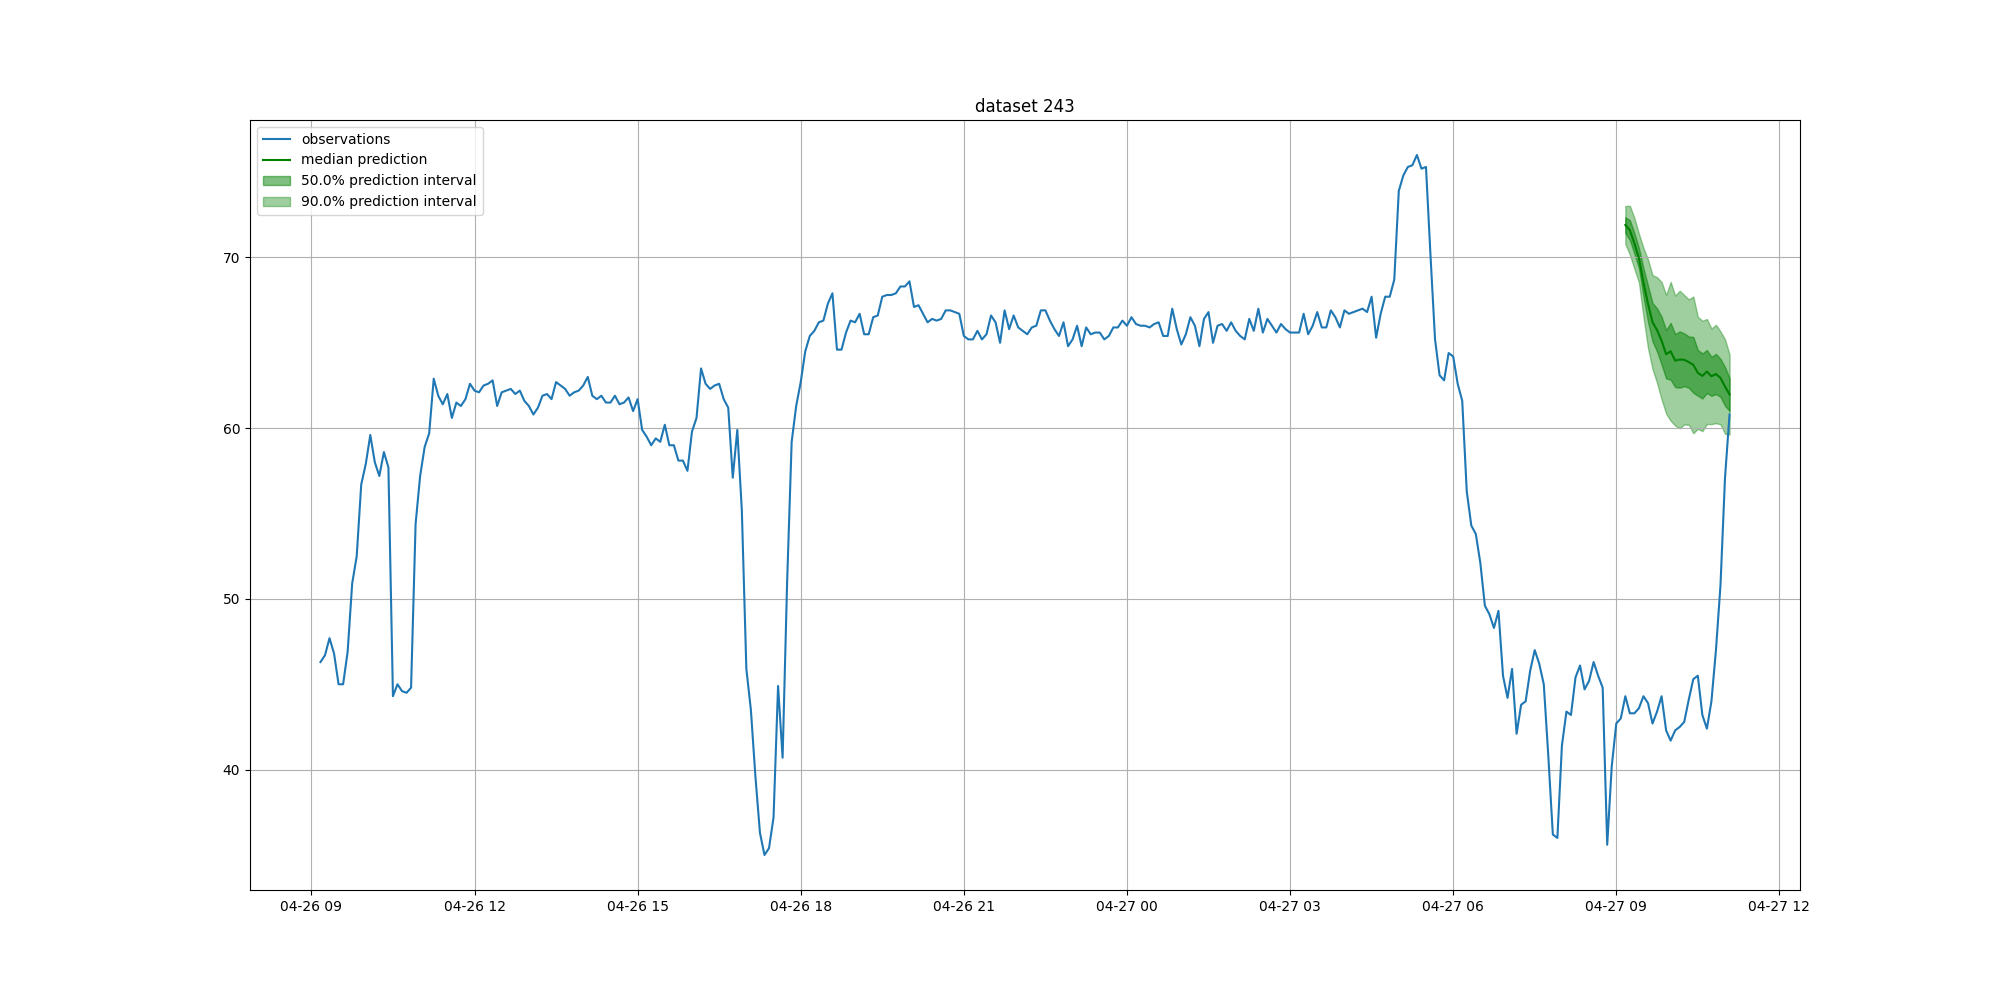 dataset 243
observations
median prediction
50.0% prediction interval
90.0% prediction interval
70
60
50
40
04-26 09 04-26 12 04-26 15 04-26 18 04-26 21 04-27 00 04-27 03 04-27 06 04-27 09 04-27 12